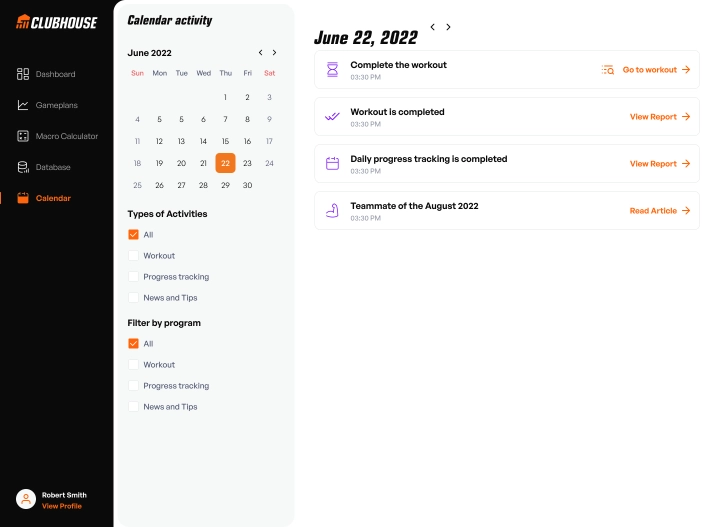 CLUBHOUSE
Dashboard
Gameplans
Macro Calculator
Database
Calendar
Robert Smith
View Profile
Calendar activity
June 2022
Sun Mon Tue Wed Thu Fri Sat
1 2 3
4 5 5 6 7 8 9
11 12 13 14 15 16 17
18 19 20 21 22 23 24
25 26 27 28 29 30
Types of Activities
All
Workout
Progress tracking
News and Tips
Filter by program
All
Workout
Progress tracking
News and Tips
June 22, 2022
Complete the workout
03:30 PM
Go to workout
Workout is completed
03:30 PM
View Report
Daily progress tracking is completed
03:30 PM
View Report
Teammate of the August 2022
03:30 PM
Read Article